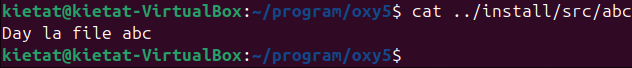 kietat@kietat-VirtualBox:~/program/oxy5$ cat ../install/src/abc
Day la file abc
kietat@kietat-VirtualBox:~/program/oxy5$